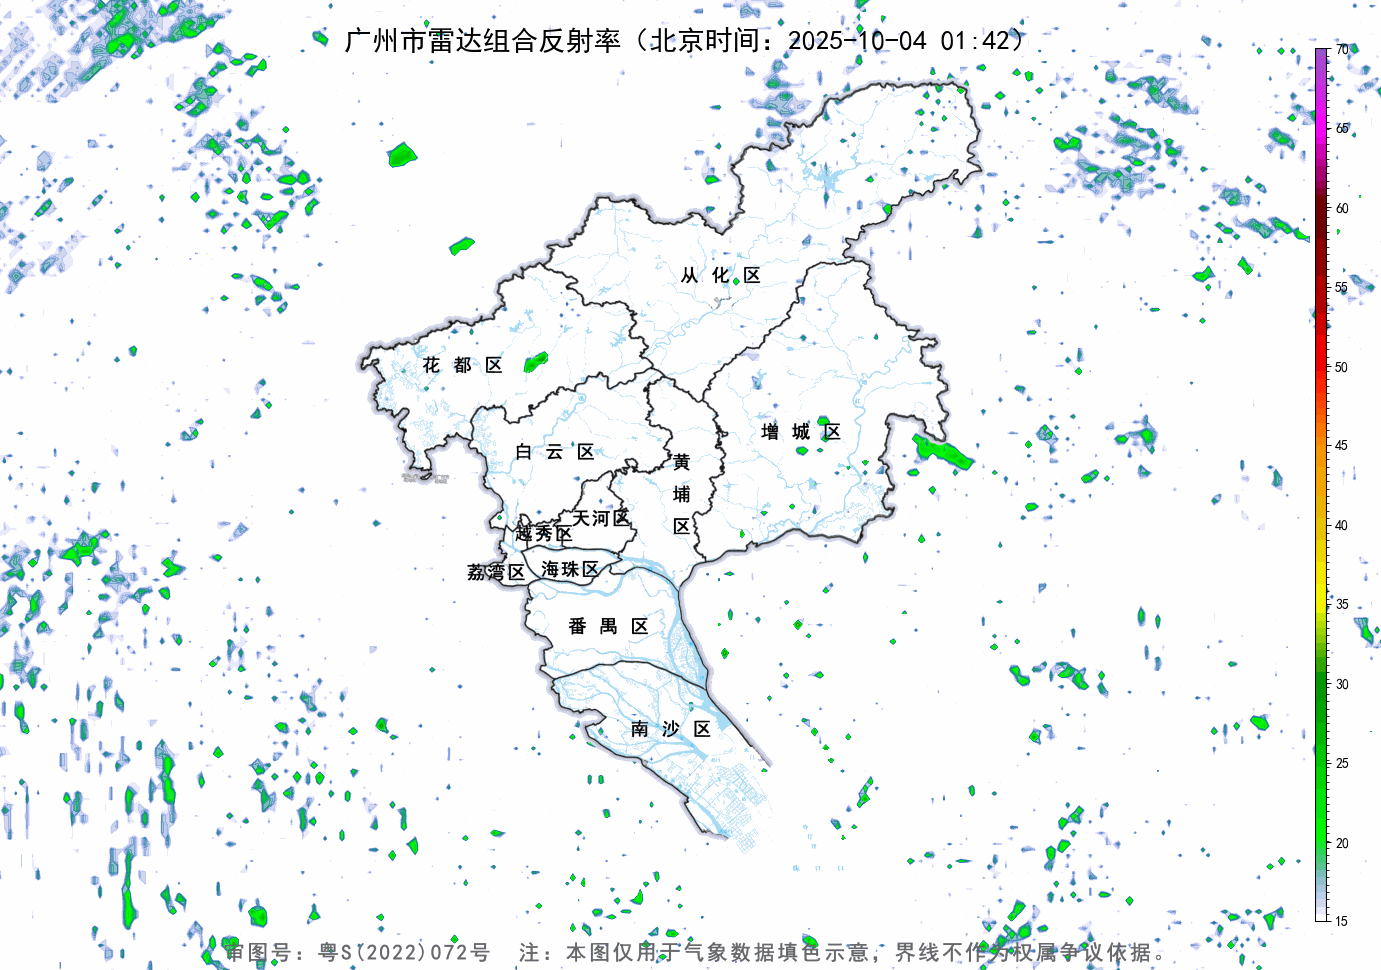 广州市雷达组合反射率（北京时间：2025-10-04 01:42）
70
65
60
55
50
45
40
35
30
25
20
15
从化区
花都区
增城区
白云区
黄埔区
天河区
越秀区
荔湾区
海珠区
番禺区
南沙区
审图号：粤S(2022)072号 注：本图仅用于气象数据填色示意，界线不作为权属争议依据。